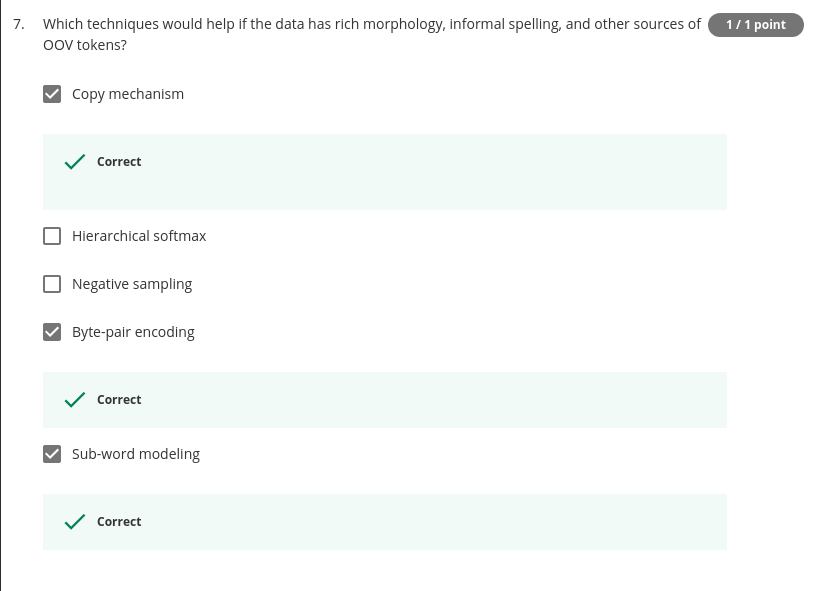 7. Which techniques would help if the data has rich morphology, informal spelling, and other sources of 1 / 1 point
OOV tokens?
Copy mechanism
Correct
Hierarchical softmax
Negative sampling
Byte-pair encoding
Correct
Sub-word modeling
Correct